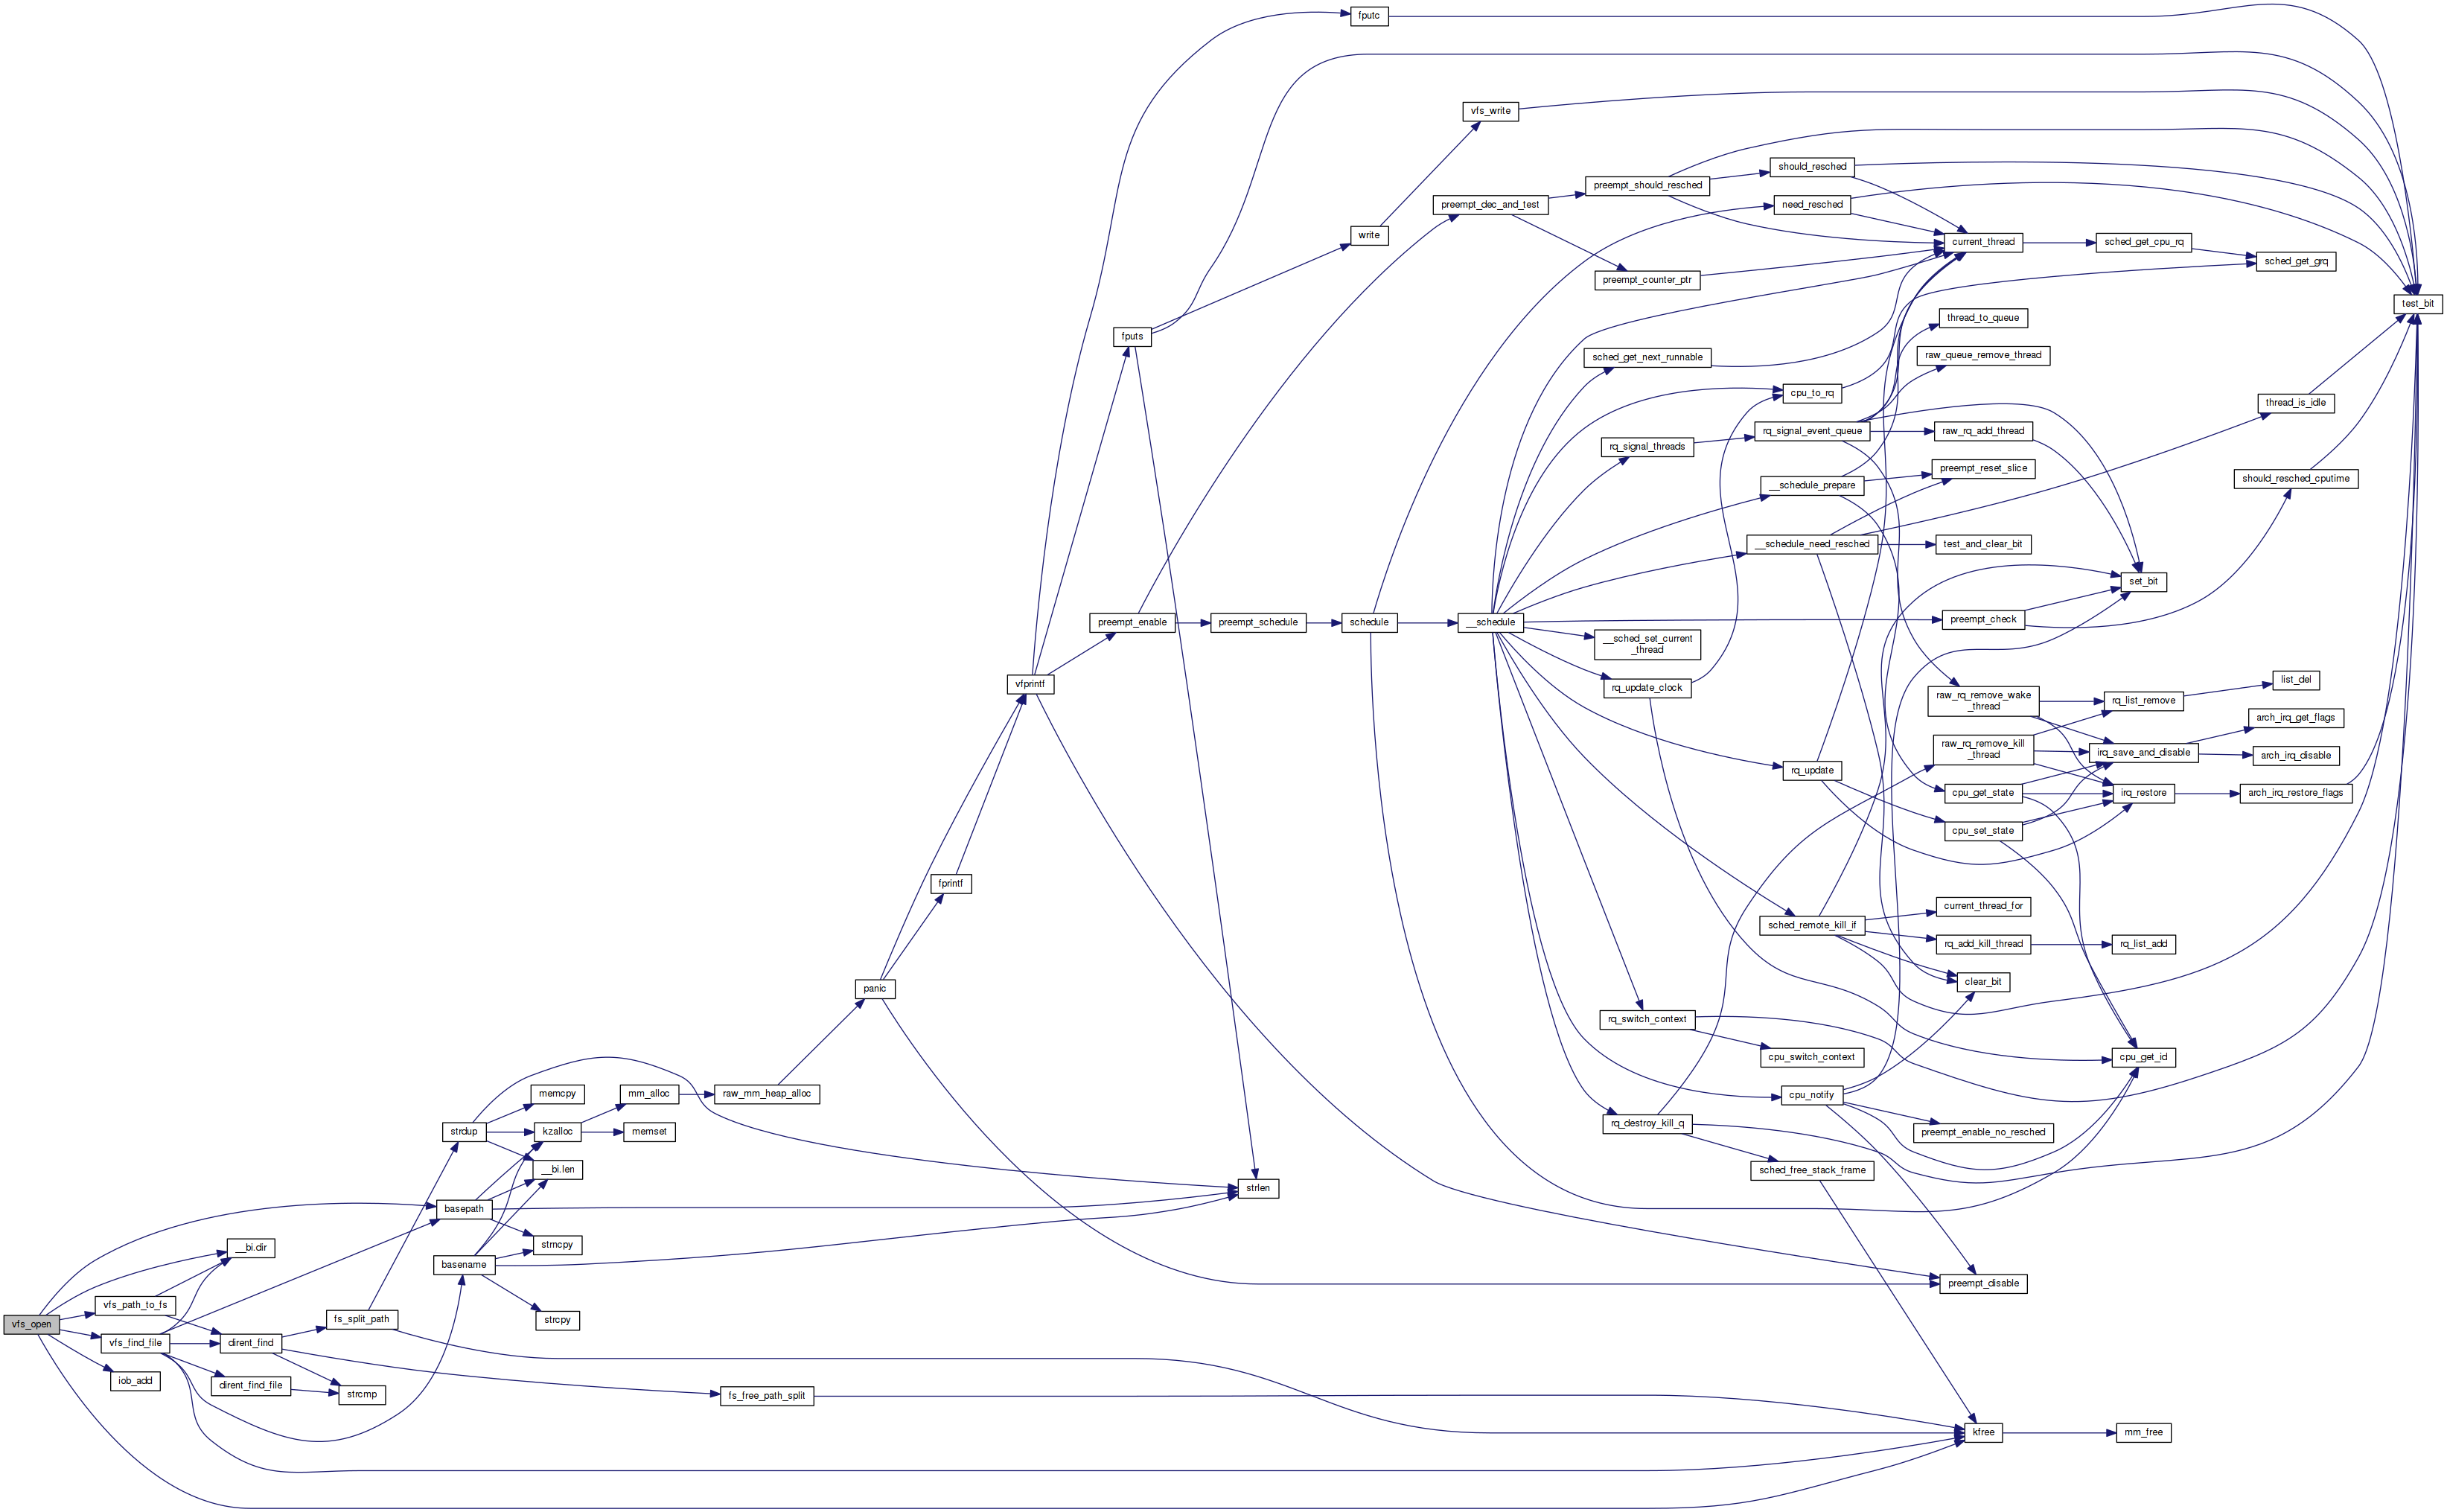 fputc
vfs_write
should_resched
preempt_should_resched
need_resched
preempt_dec_and_test
write
current_thread
sched_get_cpu_rq
sched_get_grq
preempt_counter_ptr
test_bit
thread_to_queue
fputs
raw_queue_remove_thread
sched_get_next_runnable
cpu_to_rq
thread_is_idle
rq_signal_event_queue
raw_rq_add_thread
rq_signal_threads
preempt_reset_slice
should_resched_cputime
__schedule_prepare
__schedule_need_resched
test_and_clear_bit
set_bit
preempt_enable
preempt_schedule
schedule
__schedule
preempt_check
__sched_set_current
_thread
list_del
vfprintf
rq_update_clock
raw_rq_remove_wake
_thread
rq_list_remove
arch_irq_get_flags
raw_rq_remove_kill
_thread
irq_save_and_disable
arch_irq_disable
rq_update
cpu_get_state
irq_restore
arch_irq_restore_flags
cpu_set_state
fprintf
current_thread_for
sched_remote_kill_if
rq_add_kill_thread
rq_list_add
clear_bit
panic
rq_switch_context
cpu_switch_context
cpu_get_id
memcpy
mm_alloc
raw_mm_heap_alloc
cpu_notify
rq_destroy_kill_q
strdup
kzalloc
memset
preempt_enable_no_resched
__bi.len
sched_free_stack_frame
strlen
basepath
strncpy
__bi.dir
basename
preempt_disable
vfs_path_to_fs
fs_split_path
strcpy
vfs_open
vfs_find_file
dirent_find
iob_add
dirent_find_file
strcmp
fs_free_path_split
kfree
mm_free